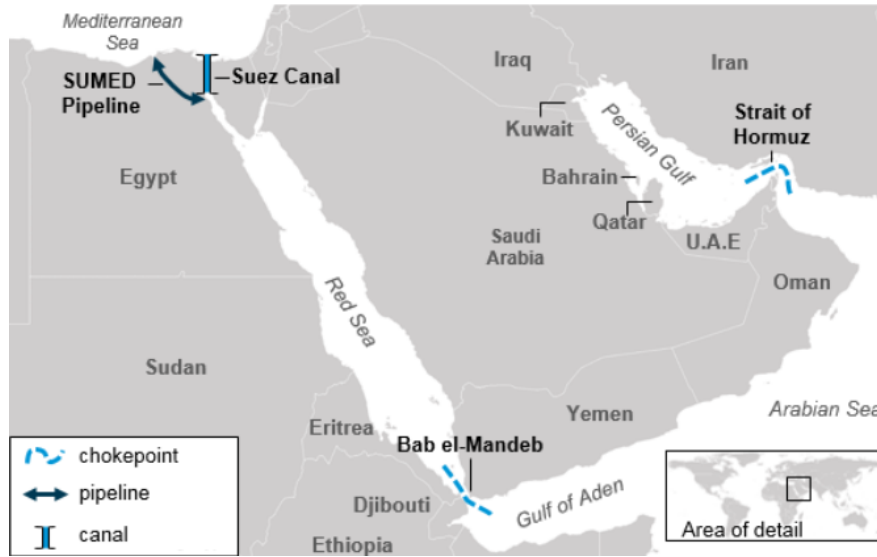 Mediterranean
Sea
SUMED
Pipeline
Suez Canal
Iraq
Iran
Kuwait
Persian Gulf
Strait of
Hormuz
Egypt
Bahrain
Qatar
Saudi
Arabia
U.A.E
Oman
Red Sea
Sudan
Eritrea
Yemen
Arabian Sea
Bab el-Mandeb
Djibouti
Gulf of Aden
Ethiopia
chokepoint
pipeline
canal
Area of detail